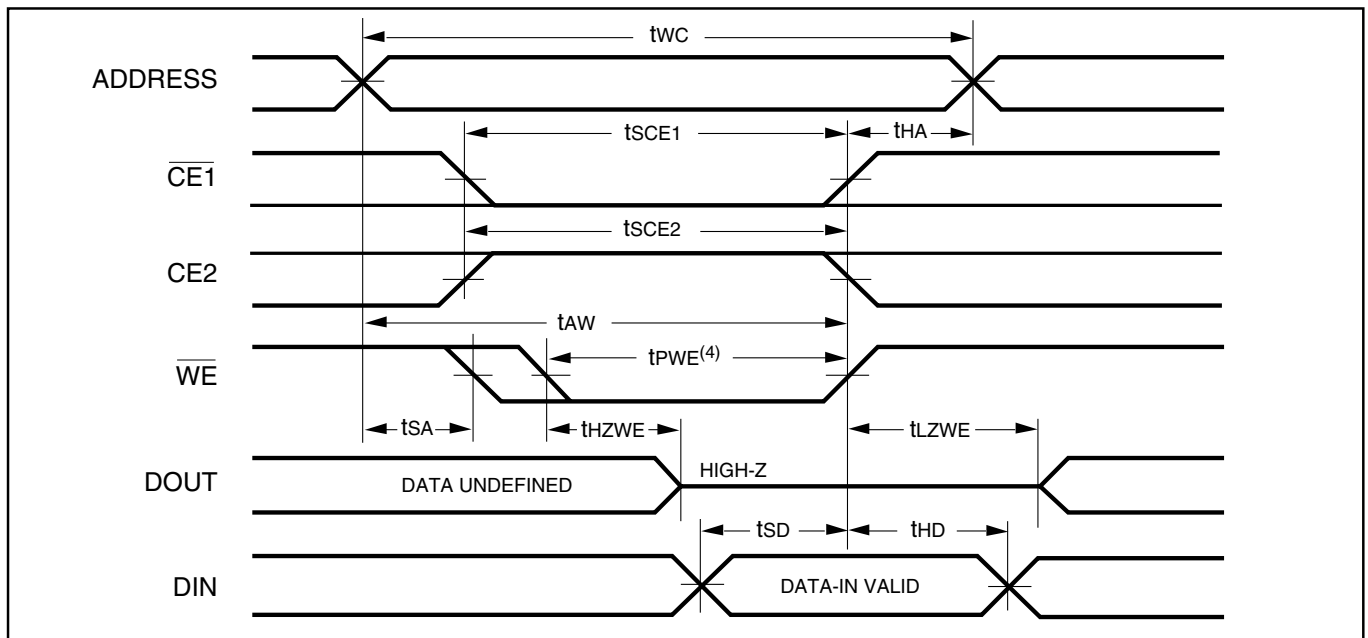 tWC
ADDRESS
tSCE1
tHA
CE1
tSCE2
CE2
tAW
tPWE(4)
WE
tSA
tHZWE
tLZWE
DOUT
DATA UNDEFINED
HIGH-Z
tSD
tHD
DIN
DATA-IN VALID